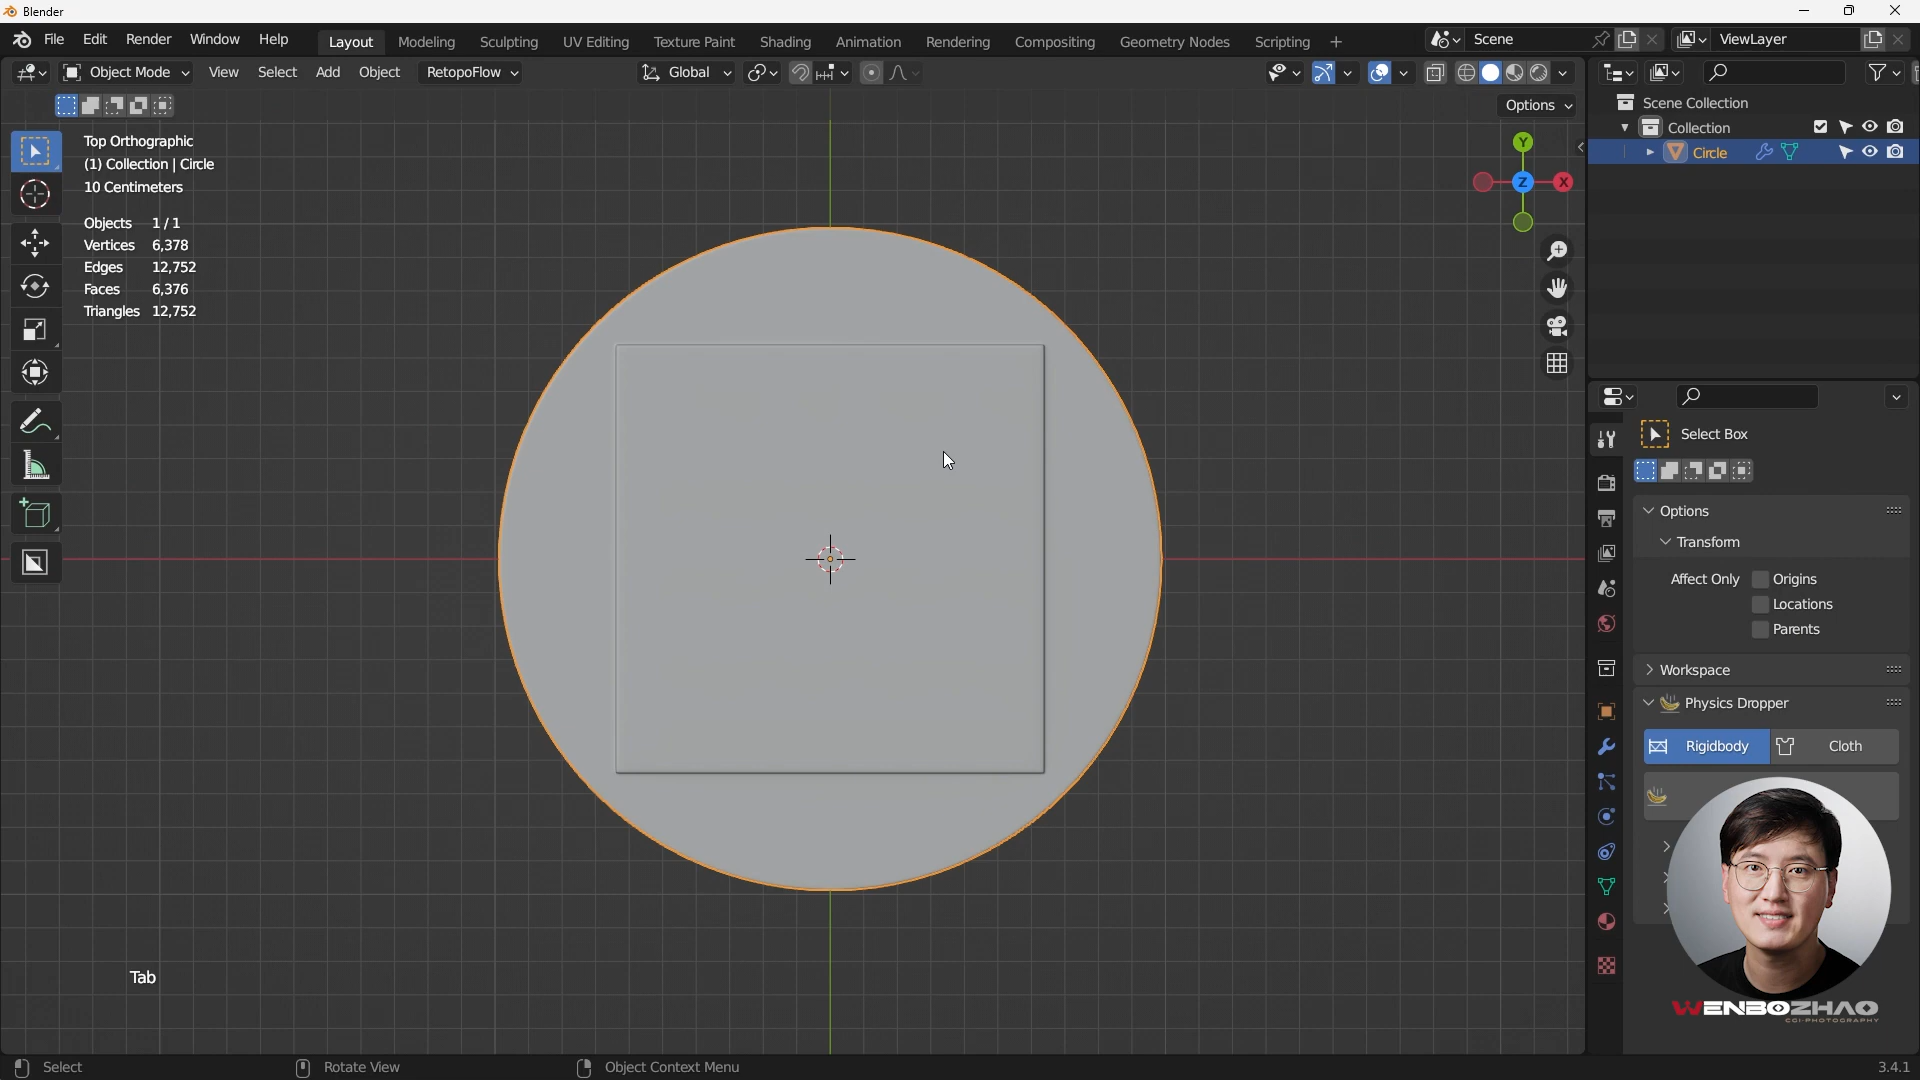 Blender
File Edit Render Window Help Layout Modeling Sculpting UV Editing Texture Paint Shading Animation Rendering Compositing Geometry Nodes Scripting + Scene ViewLayer
Object Mode View Select Add Object RetopoFlow Global
Options
Top Orthographic
(1) Collection | Circle
10 Centimeters
Objects 1/1
Vertices 6,378
Edges 12,752
Faces 6,376
Triangles 12,752
Y
Z
X
Tab
Scene Collection
Collection
Circle
Select Box
Options
Transform
Affect Only Origins
Locations
Parents
Workspace
Physics Dropper
Rigidbody Cloth
WENBOZHAO
CGI-PHOTOGRAPHY
Select Rotate View Object Context Menu 3.4.1